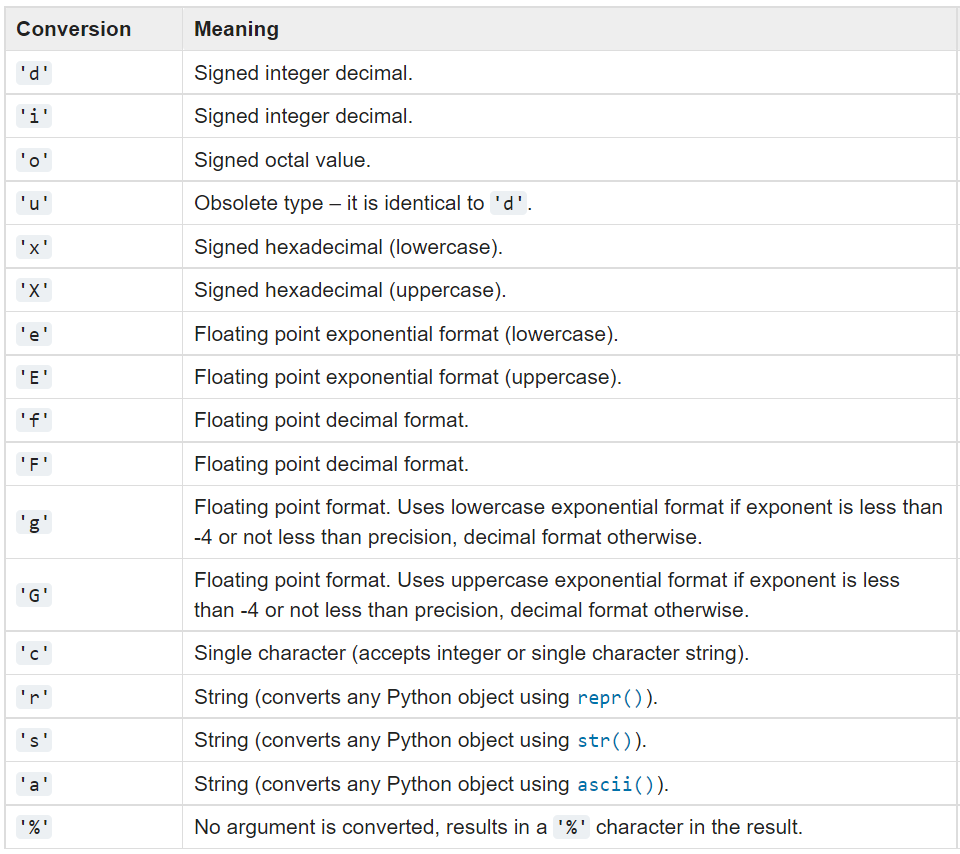 Conversion Meaning
'd' Signed integer decimal.
'i' Signed integer decimal.
'o' Signed octal value.
'u' Obsolete type – it is identical to 'd'.
'x' Signed hexadecimal (lowercase).
'X' Signed hexadecimal (uppercase).
'e' Floating point exponential format (lowercase).
'E' Floating point exponential format (uppercase).
'f' Floating point decimal format.
'F' Floating point decimal format.
'g' Floating point format. Uses lowercase exponential format if exponent is less than
-4 or not less than precision, decimal format otherwise.
'G' Floating point format. Uses uppercase exponential format if exponent is less
than -4 or not less than precision, decimal format otherwise.
'c' Single character (accepts integer or single character string).
'r' String (converts any Python object using repr()).
's' String (converts any Python object using str()).
'a' String (converts any Python object using ascii()).
'%' No argument is converted, results in a '%' character in the result.